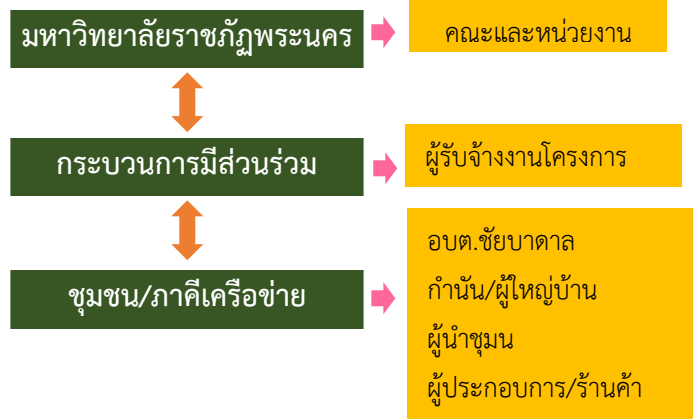 มหาวิทยาลัยราชภัฏพระนคร
คณะและหน่วยงาน
กระบวนการมีส่วนร่วม
ผู้รับจ้างงานโครงการ
ชุมชน/ภาคีเครือข่าย
อบต.ชัยบาดาล
กำนัน/ผู้ใหญ่บ้าน
ผู้นำชุมน
ผู้ประกอบการ/ร้านค้า